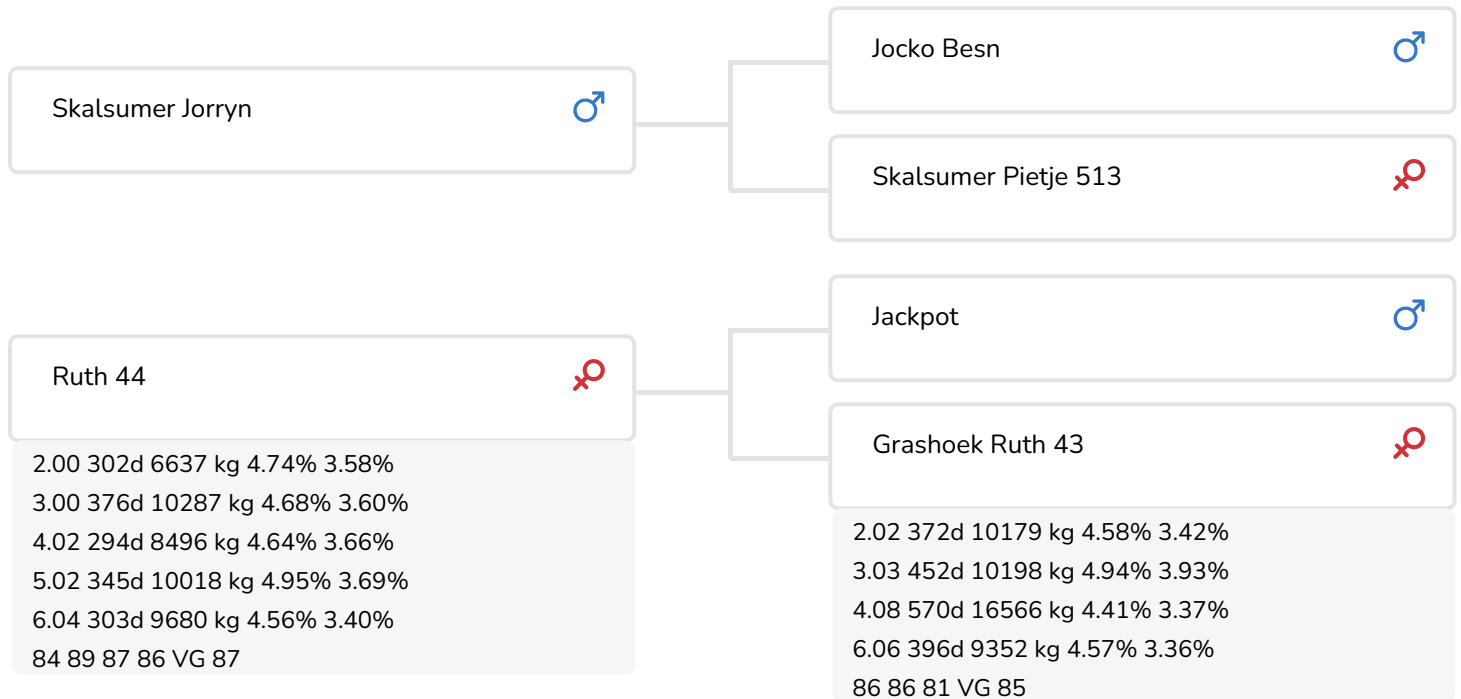 Skalsumer Jorryn
Jocko Besn
Skalsumer Pietje 513
Ruth 44
2.00 302d 6637 kg 4.74% 3.58%
3.00 376d 10287 kg 4.68% 3.60%
4.02 294d 8496 kg 4.64% 3.66%
5.02 345d 10018 kg 4.95% 3.69%
6.04 303d 9680 kg 4.56% 3.40%
84 89 87 86 VG 87
Jackpot
Grashoek Ruth 43
2.02 372d 10179 kg 4.58% 3.42%
3.03 452d 10198 kg 4.94% 3.93%
4.08 570d 16566 kg 4.41% 3.37%
6.06 396d 9352 kg 4.57% 3.36%
86 86 81 VG 85